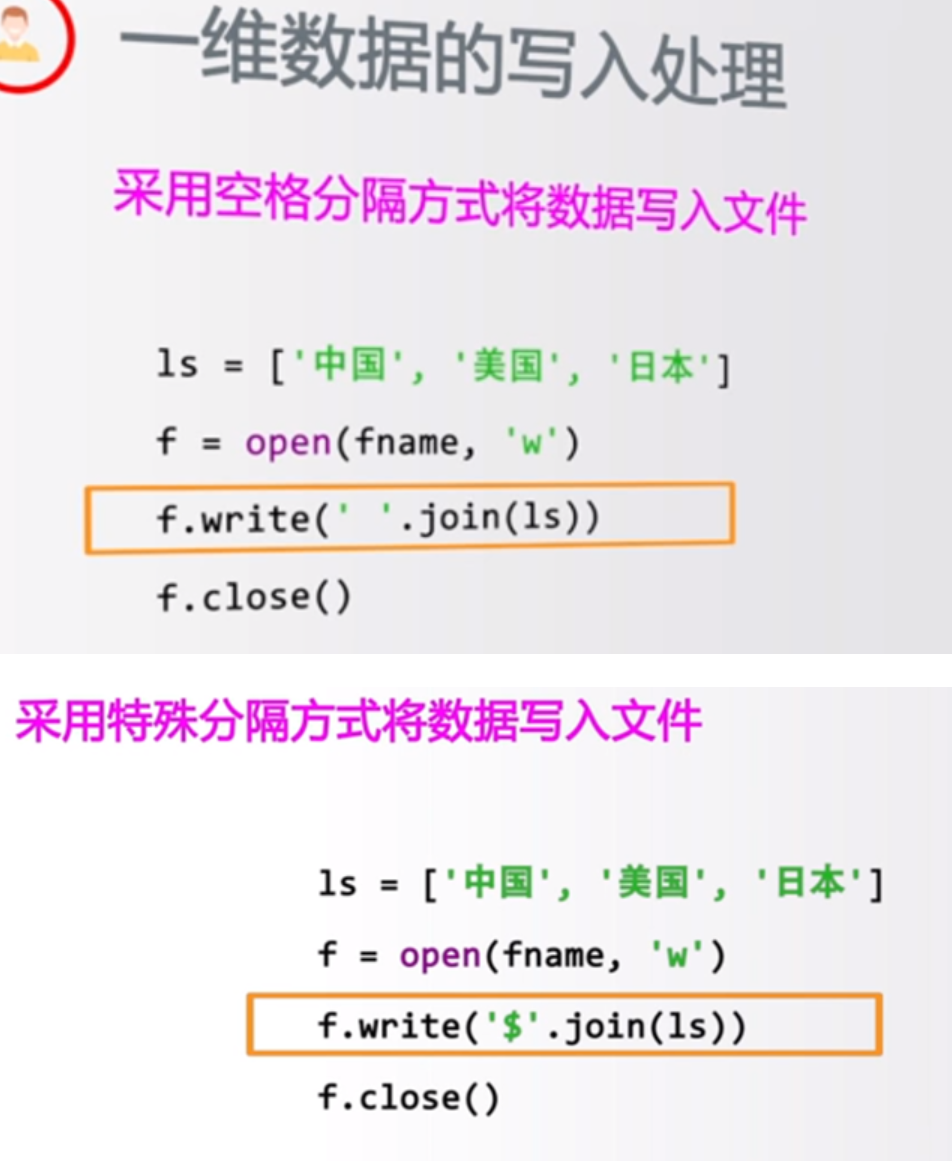 一维数据的写入处理
采用空格分隔方式将数据写入文件
ls = ['中国', '美国', '日本']
f = open(fname, 'w')
f.write(' '.join(ls))
f.close()
采用特殊分隔方式将数据写入文件
ls = ['中国', '美国', '日本']
f = open(fname, 'w')
f.write('$'.join(ls))
f.close()